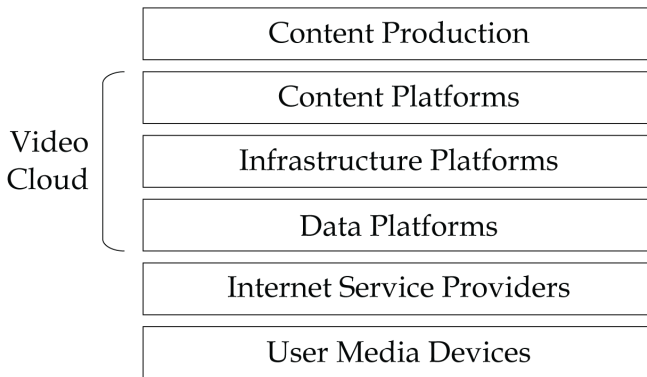 Content Production
Content Platforms
Video
Cloud
Infrastructure Platforms
Data Platforms
Internet Service Providers
User Media Devices